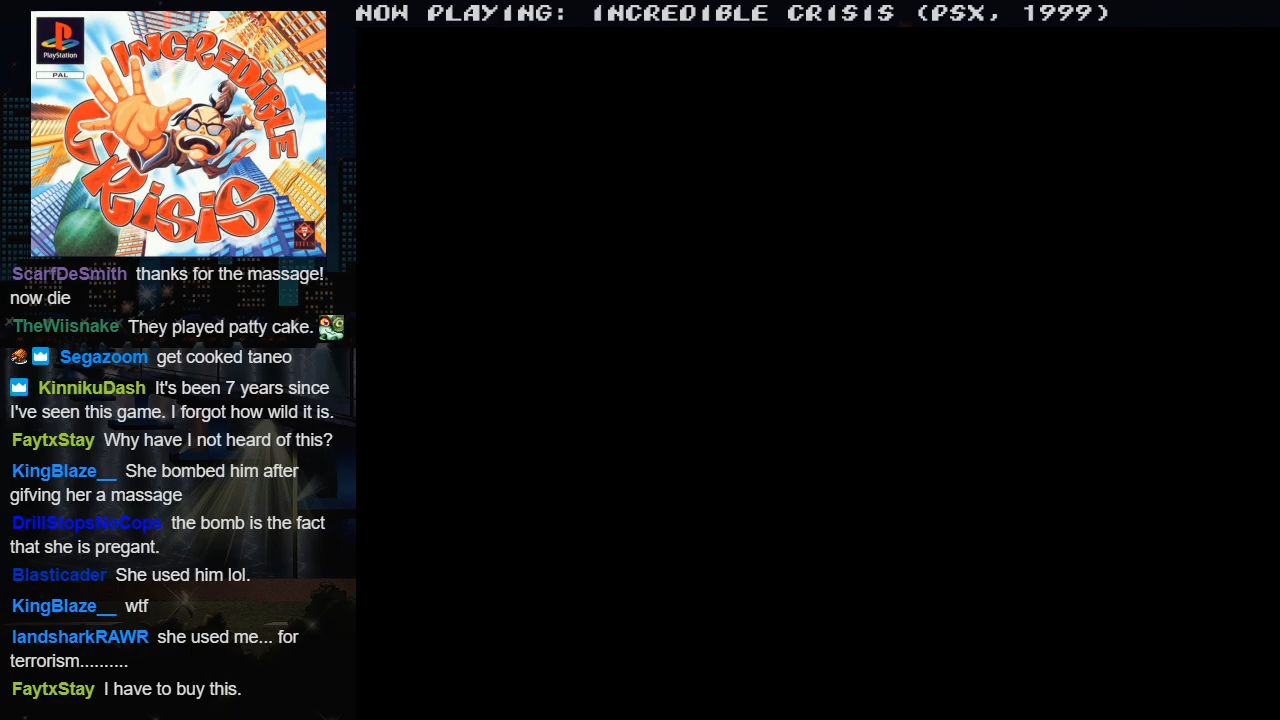 NOW PLAYING: INCREDIBLE CRISIS (PSX, 1999)
PlayStation
PAL
INCREDIBLE
CRISIS
TITUS
ScarfDeSmith thanks for the massage!
now die
TheWiisnake They played patty cake.
Segazoom get cooked taneo
KinnikuDash It's been 7 years since
I've seen this game. I forgot how wild it is.
FaytxStay Why have I not heard of this?
KingBlaze__ She bombed him after
gifving her a massage
DrillStopsNoCops the bomb is the fact
that she is pregant.
Blasticader She used him lol.
KingBlaze__ wtf
landsharkRAWR she used me... for
terrorism..........
FaytxStay I have to buy this.